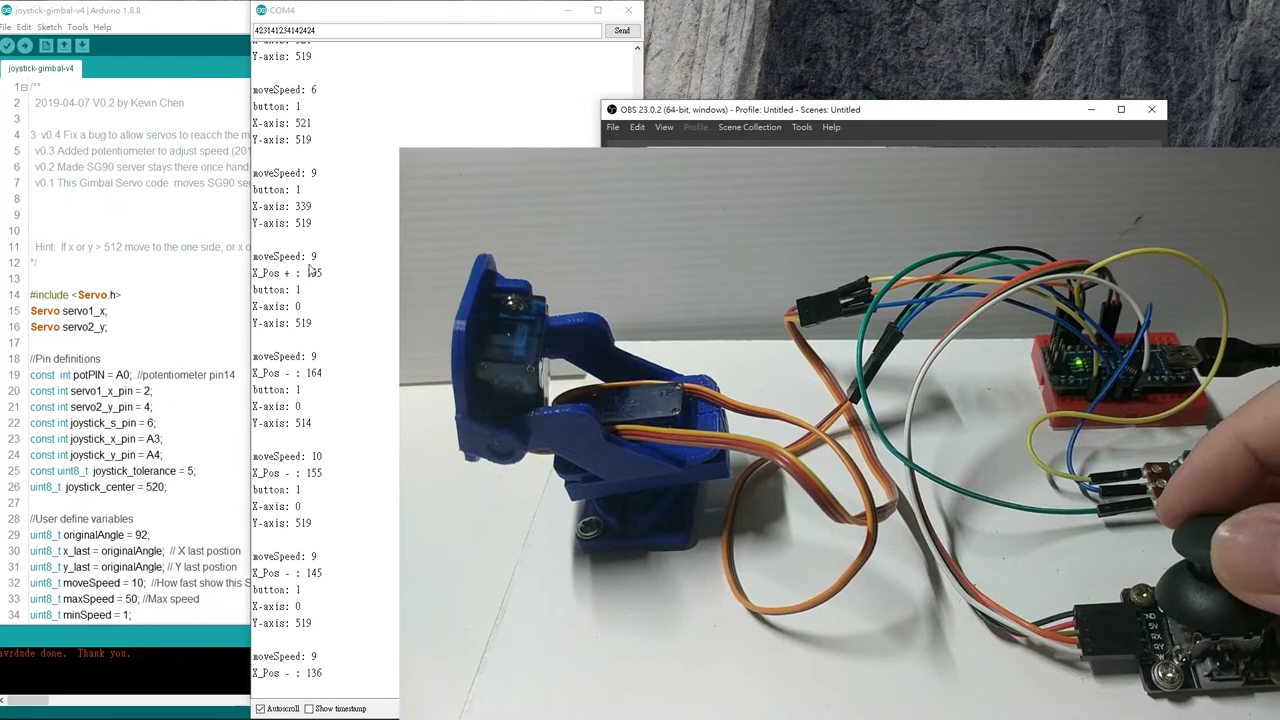 joystick-gimbal-v4 | Arduino 1.8.8
File Edit Sketch Tools Help
joystick-gimbal-v4
1 /**
2 2019-04-07 V0.2 by Kevin Chen
3
4 3 v0.4 Fix a bug to allow servos to reacch the m
5 v0.3 Added potentiometer to adjust speed (201
6 v0.2 Made SG90 server stays there once hand
7 v0.1 This Gimbal Servo code moves SG90 se
8
9
10
11 Hint: If x or y > 512 move to the one side, or x o
12 */
13
14 #include <Servo.h>
15 Servo servo1_x;
16 Servo servo2_y;
17
18 //Pin definitions
19 const int potPIN = A0; //potentiometer pin14
20 const int servo1_x_pin = 2;
21 const int servo2_y_pin = 4;
22 const int joystick_s_pin = 6;
23 const int joystick_x_pin = A3;
24 const int joystick_y_pin = A4;
25 const uint8_t joystick_tolerance = 5;
26 uint8_t joystick_center = 520;
27
28 //User define variables
29 uint8_t originalAngle = 92;
30 uint8_t x_last = originalAngle; // X last postion
31 uint8_t y_last = originalAngle; // Y last postion
32 uint8_t moveSpeed = 10; //How fast show this S
33 uint8_t maxSpeed = 50; //Max speed
34 uint8_t minSpeed = 1;
avrdude done. Thank you.
COM4
423141234142424
Send
Y-axis: 519
moveSpeed: 6
button: 1
X-axis: 521
Y-axis: 519
moveSpeed: 9
button: 1
X-axis: 339
Y-axis: 519
moveSpeed: 9
X_Pos + :
button: 1
X-axis: 0
Y-axis: 519
moveSpeed: 9
X_Pos - : 164
button: 1
X-axis: 0
Y-axis: 514
moveSpeed: 10
X_Pos - : 155
button: 1
X-axis: 0
Y-axis: 519
moveSpeed: 9
X_Pos - : 145
button: 1
X-axis: 0
Y-axis: 519
moveSpeed: 9
X_Pos - : 136
Autoscroll Show timestamp
OBS 23.0.2 (64-bit, windows) - Profile: Untitled - Scenes: Untitled
File Edit View Profile Scene Collection Tools Help
5V
RX
RY